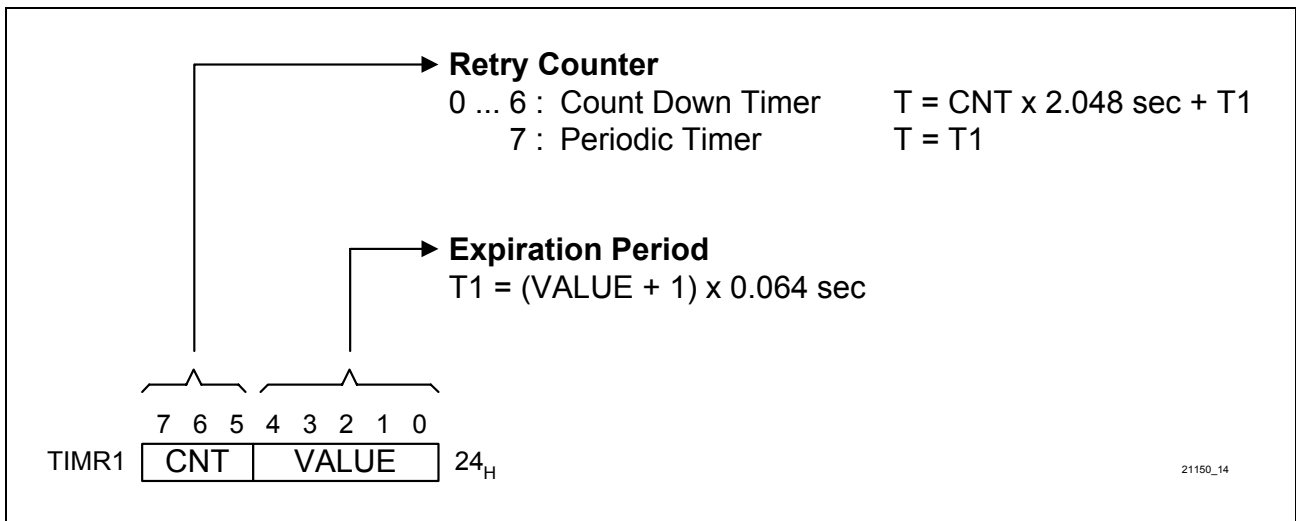 Retry Counter
0 ... 6 : Count Down Timer T = CNT x 2.048 sec + T1
7 : Periodic Timer T = T1
Expiration Period
T1 = (VALUE + 1) x 0.064 sec
7 6 5 4 3 2 1 0
TIMR1 CNT VALUE 24H
21150_14